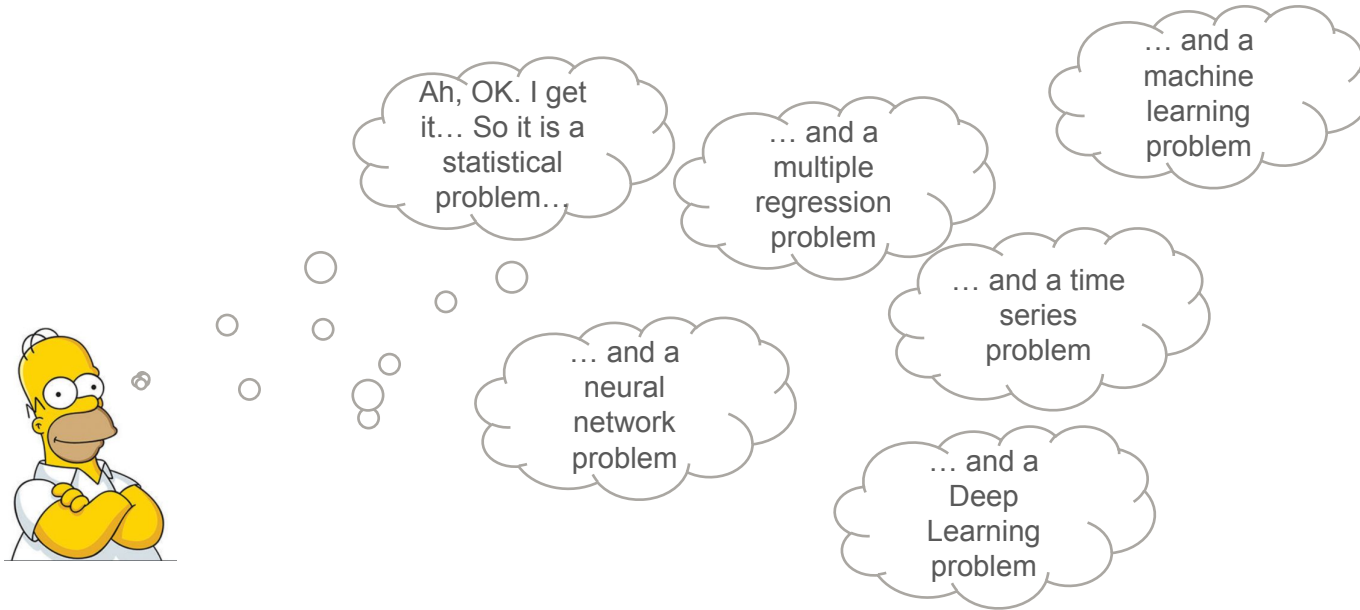 Ah, OK. I get
it… So it is a
statistical
problem…
… and a
multiple
regression
problem
… and a
machine
learning
problem
… and a time
series
problem
… and a
neural
network
problem
… and a
Deep
Learning
problem